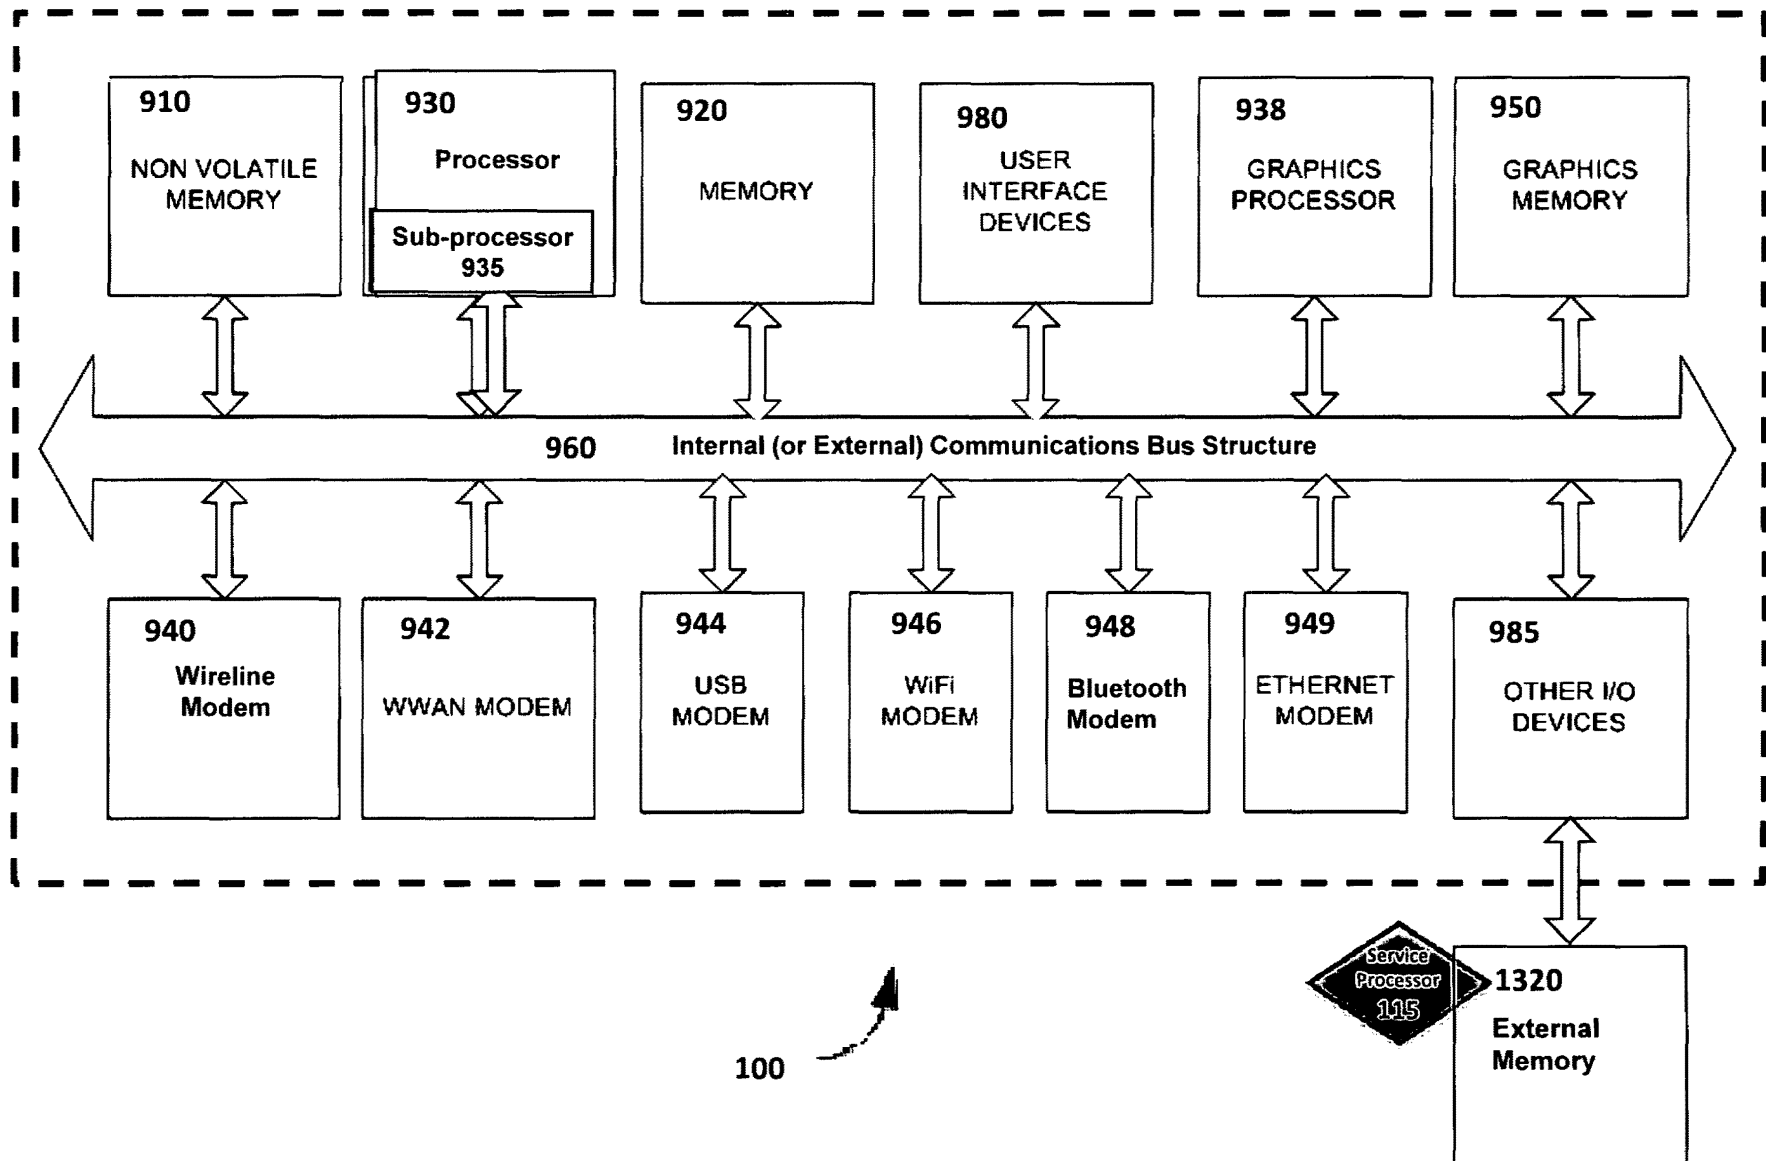 910
NON VOLATILE
MEMORY
930
Processor
Sub-processor
935
920
MEMORY
980
USER
INTERFACE
DEVICES
938
GRAPHICS
PROCESSOR
950
GRAPHICS
MEMORY
960 Internal (or External) Communications Bus Structure
940
Wireline
Modem
942
WWAN MODEM
944
USB
MODEM
946
WiFi
MODEM
948
Bluetooth
Modem
949
ETHERNET
MODEM
985
OTHER I/O
DEVICES
Service
Processor
115
1320
External
Memory
100